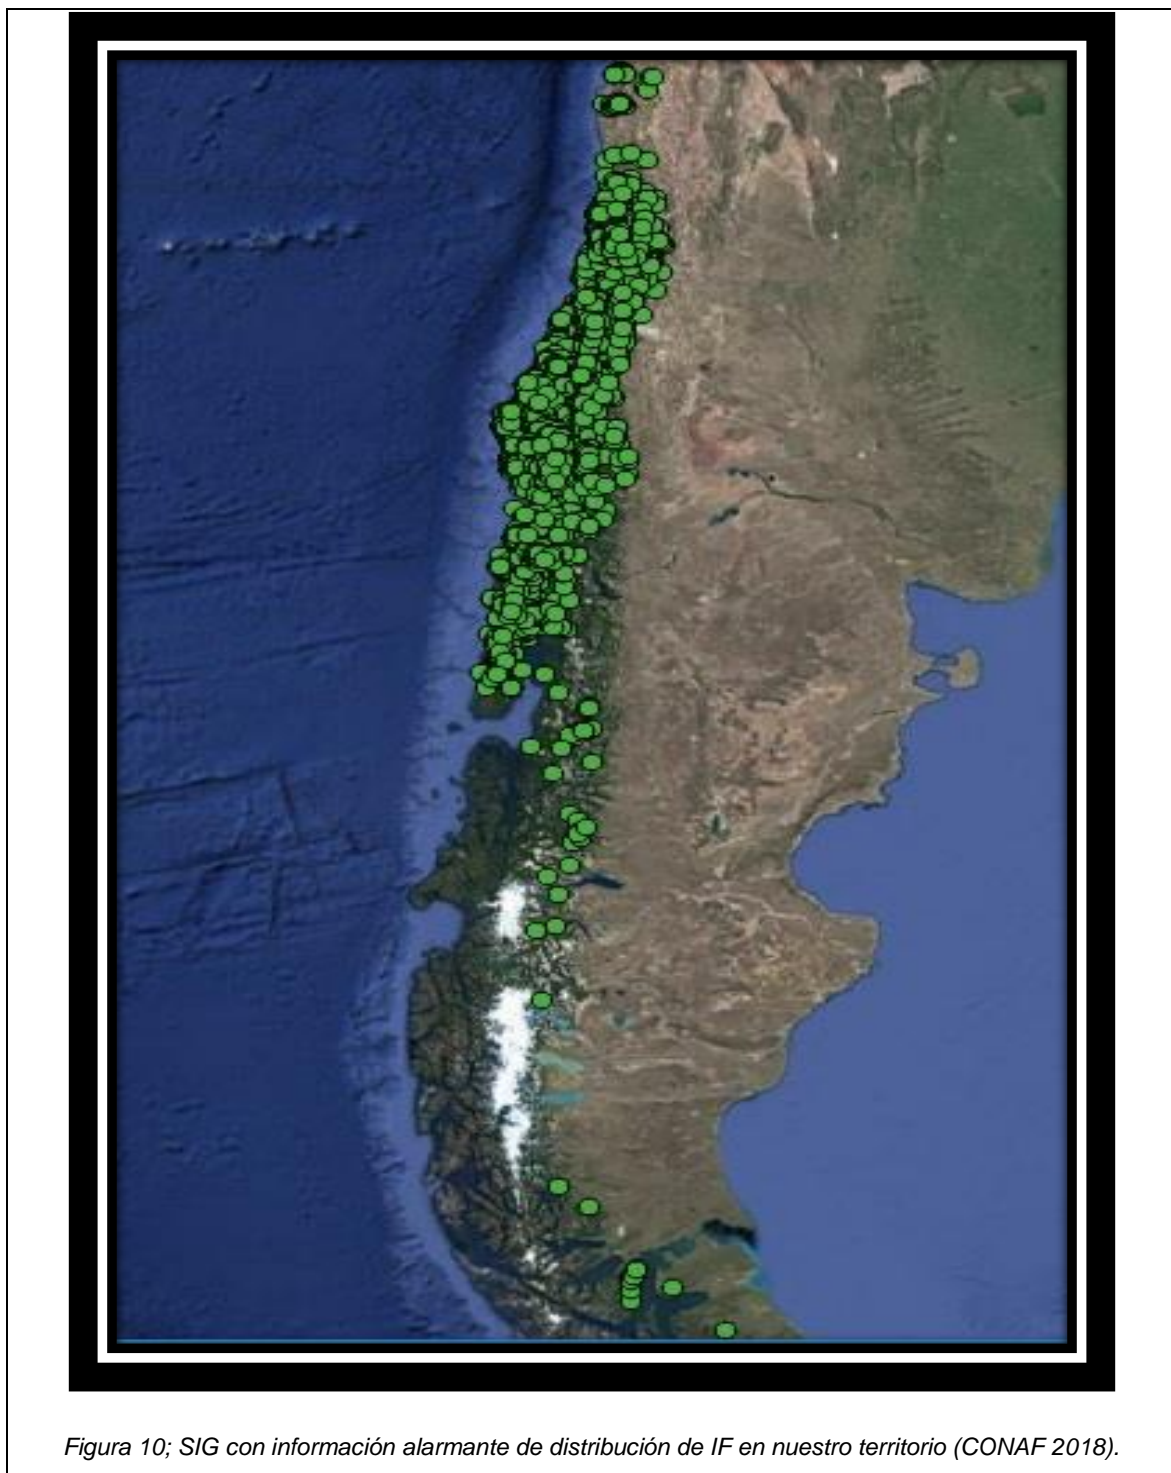 Figura 10; SIG con información alarmante de distribución de IF en nuestro territorio (CONAF 2018).